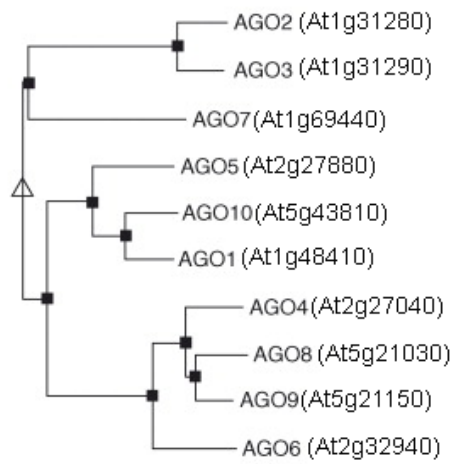 AGO2 (At1g31280)
AGO3 (At1g31290)
AGO7(At1g69440)
AGO5(At2g27880)
AGO10(At5g43810)
AGO1(At1g48410)
AGO4(At2g27040)
AGO8 (At5g21030)
AGO9(At5g21150)
AGO6(At2g32940)